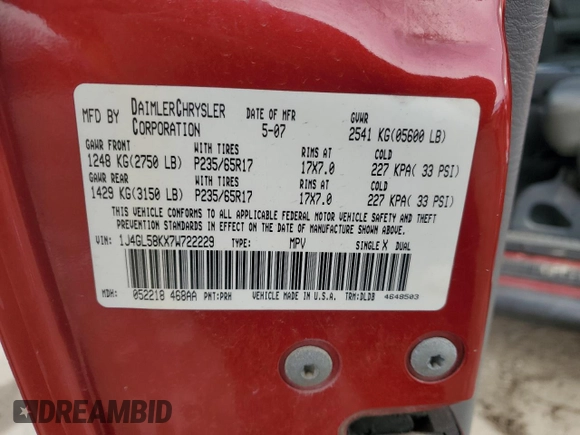 MFD BY DAIMLERCHRYSLER CORPORATION DATE OF MFR 5-07 GVWR 2541 KG(05600 LB)
GAWR FRONT WITH TIRES RIMS AT COLD
1248 KG(2750 LB) P235/65R17 17X7.0 227 KPA( 33 PSI)
GAWR REAR WITH TIRES RIMS AT COLD
1429 KG(3150 LB) P235/65R17 17X7.0 227 KPA( 33 PSI)
THIS VEHICLE CONFORMS TO ALL APPLICABLE FEDERAL MOTOR VEHICLE SAFETY AND THEFT
PREVENTION STANDARDS IN EFFECT ON THE DATE OF MANUFACTURE SHOWN ABOVE.
VIN: 1J4GL58KX7W722229 TYPE: MPV SINGLE X DUAL
MDH: 052218 468AA PNT:PRH VEHICLE MADE IN U.S.A. TRM:DLDB 4648503
DREAMBID